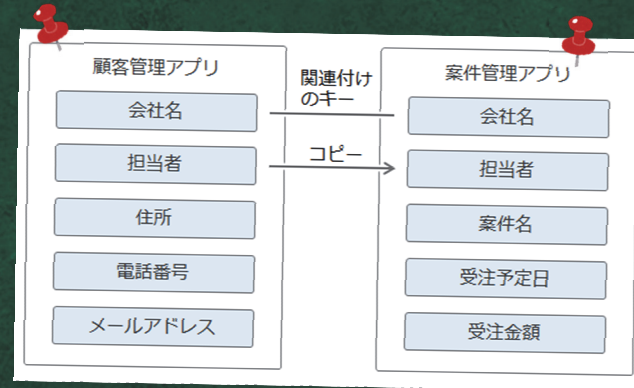 顧客管理アプリ
会社名
担当者
住所
電話番号
メールアドレス
関連付け
のキー
コピー
案件管理アプリ
会社名
担当者
案件名
受注予定日
受注金額